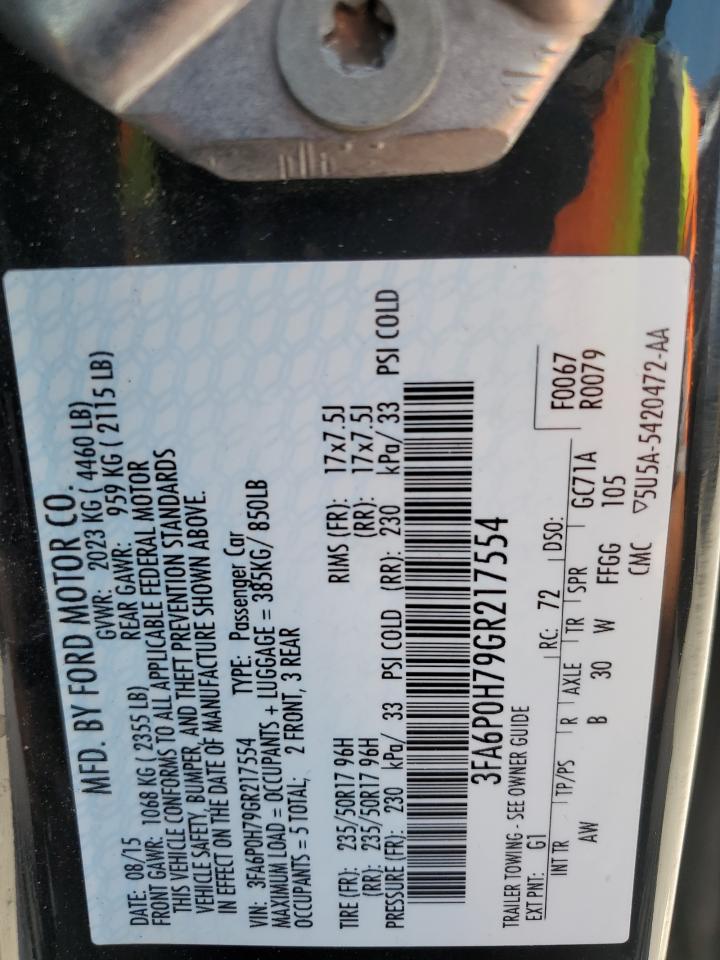 MFD. BY FORD MOTOR CO.
DATE: 08/15 GVWR: 2023 KG ( 4460 LB)
FRONT GAWR: 1068 KG ( 2355 LB) REAR GAWR: 959 KG ( 2115 LB)
THIS VEHICLE CONFORMS TO ALL APPLICABLE FEDERAL MOTOR
VEHICLE SAFETY, BUMPER, AND THEFT PREVENTION STANDARDS
IN EFFECT ON THE DATE OF MANUFACTURE SHOWN ABOVE.
VIN: 3FA6P0H79GR217554 TYPE: Passenger Car
MAXIMUM LOAD = OCCUPANTS + LUGGAGE = 385KG/ 850LB
OCCUPANTS = 5 TOTAL; 2 FRONT, 3 REAR
TIRE (FR): 235/50R17 96H RIMS (FR): 17x7.5J
(RR): 235/50R17 96H (RR): 17x7.5J
PRESSURE (FR): 230 kPa/ 33 PSI COLD (RR): 230 kPa/ 33 PSI COLD
3FA6P0H79GR217554
TRAILER TOWING - SEE OWNER GUIDE F0067
EXT PNT: G1 RC: 72 DSO: R0079
INT TR TP/PS R AXLE TR SPR GC71A
AW B 30 W FFGG 105
CMC ▽5U5A-5420472-AA